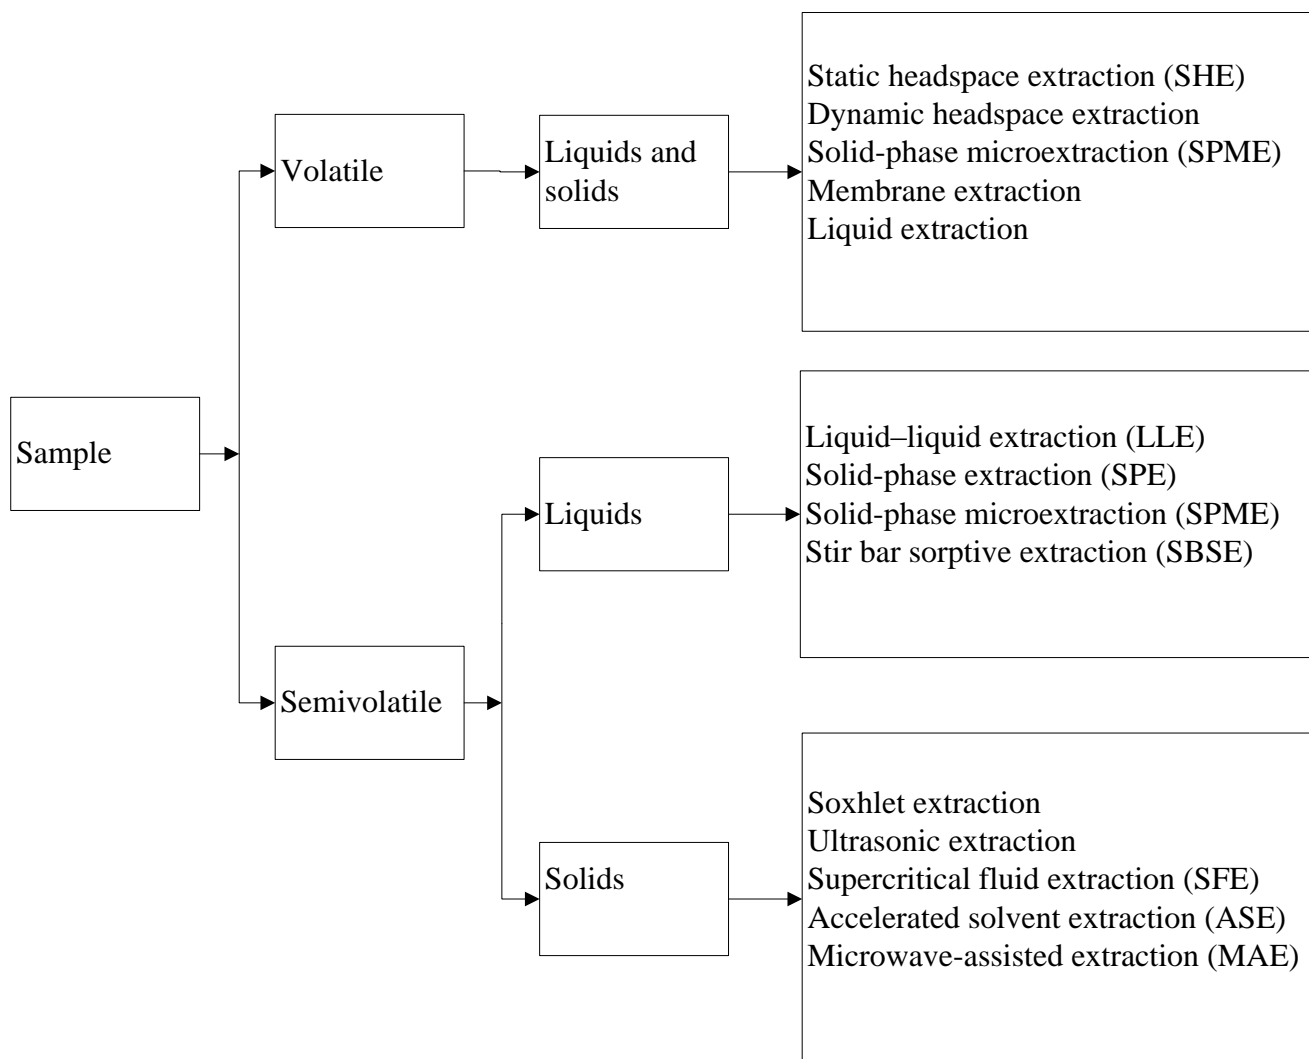 Sample
Volatile
Liquids and
solids
Static headspace extraction (SHE)
Dynamic headspace extraction
Solid-phase microextraction (SPME)
Membrane extraction
Liquid extraction
Semivolatile
Liquids
Liquid–liquid extraction (LLE)
Solid-phase extraction (SPE)
Solid-phase microextraction (SPME)
Stir bar sorptive extraction (SBSE)
Solids
Soxhlet extraction
Ultrasonic extraction
Supercritical fluid extraction (SFE)
Accelerated solvent extraction (ASE)
Microwave-assisted extraction (MAE)